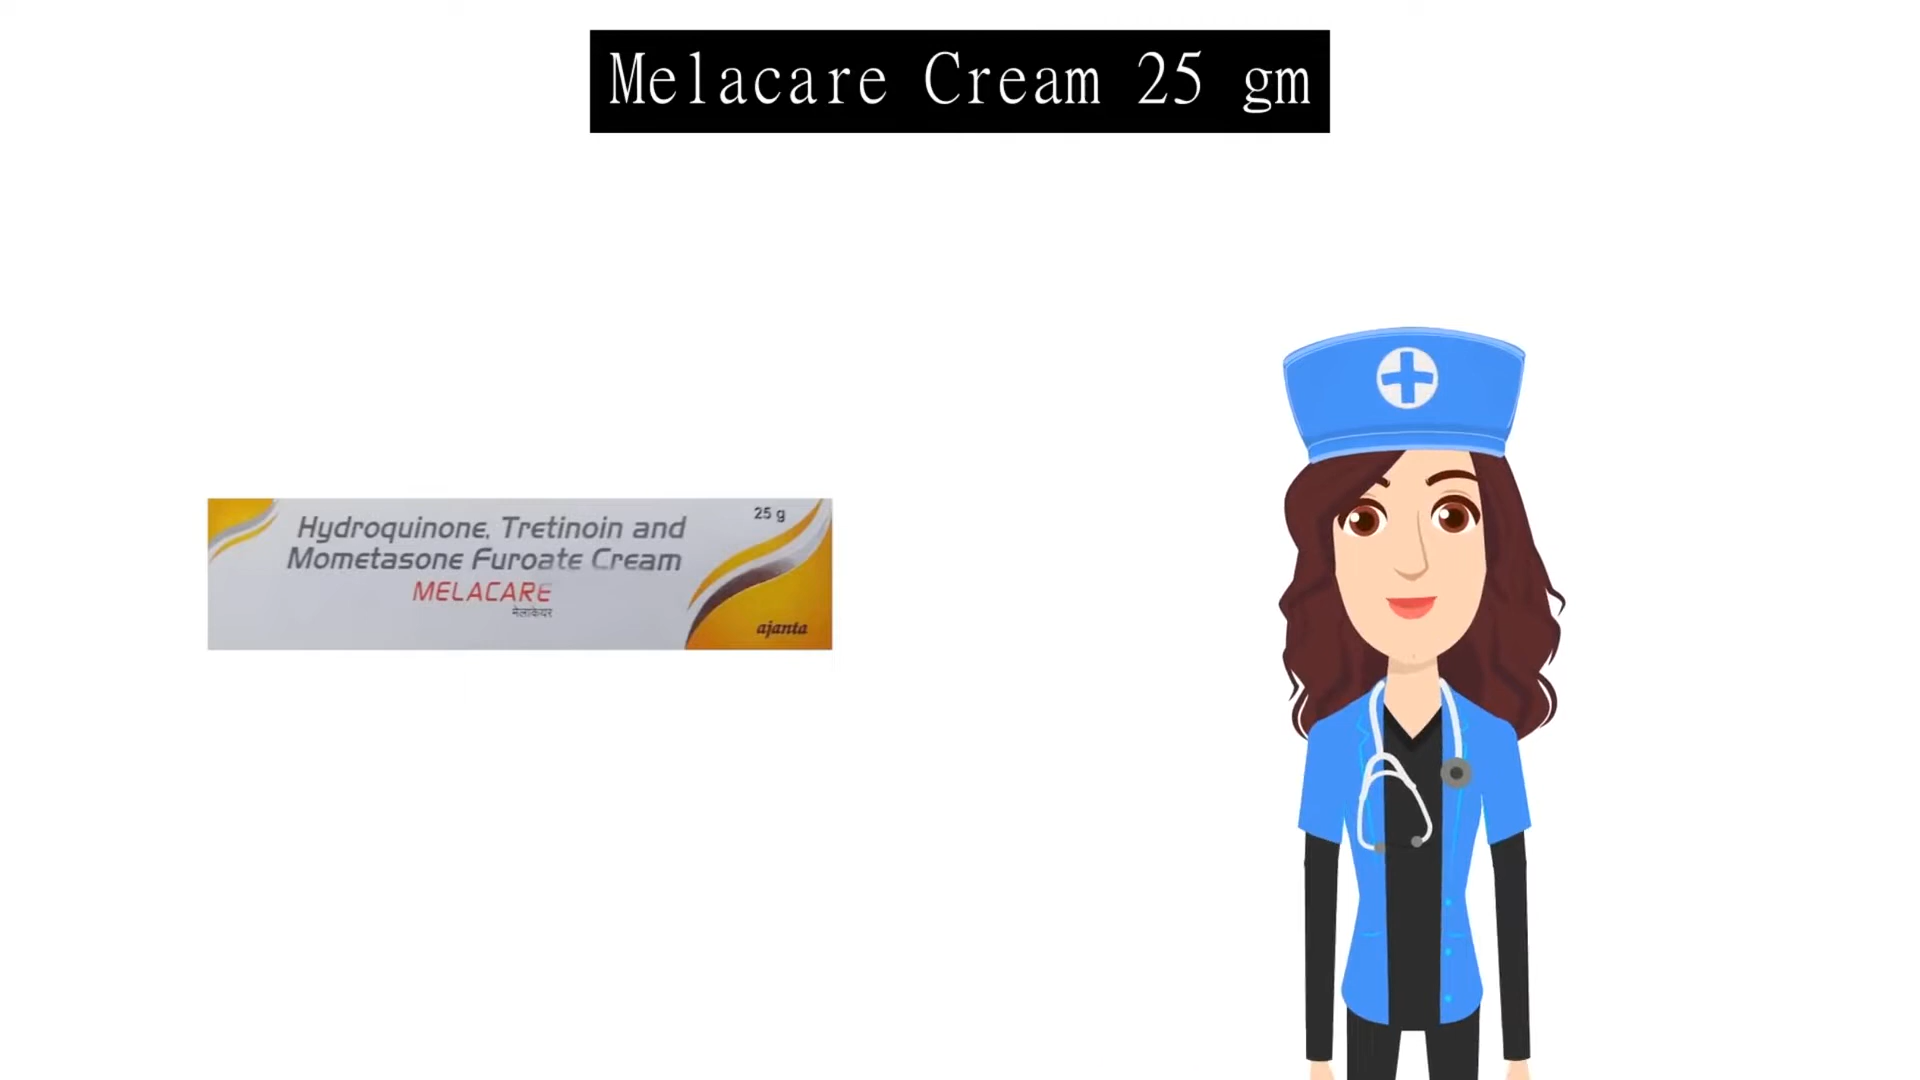 Melacare Cream 25 gm
25 g
Hydroquinone, Tretinoin and
Mometasone Furoate Cream
MELACARE
मेलाकेयर
ajanta